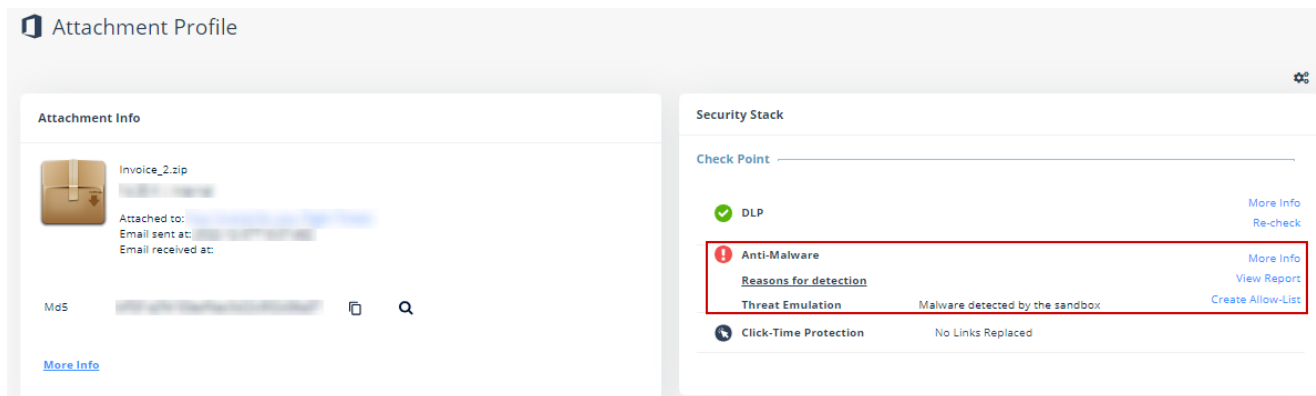 Attachment Profile
Attachment Info
Invoice_2.zip
Attached to:
Email sent at:
Email received at:
Md5
More Info
Security Stack
Check Point
DLP
More Info
Re-check
Anti-Malware
More Info
Reasons for detection
View Report
Threat Emulation Malware detected by the sandbox
Create Allow-List
Click-Time Protection No Links Replaced